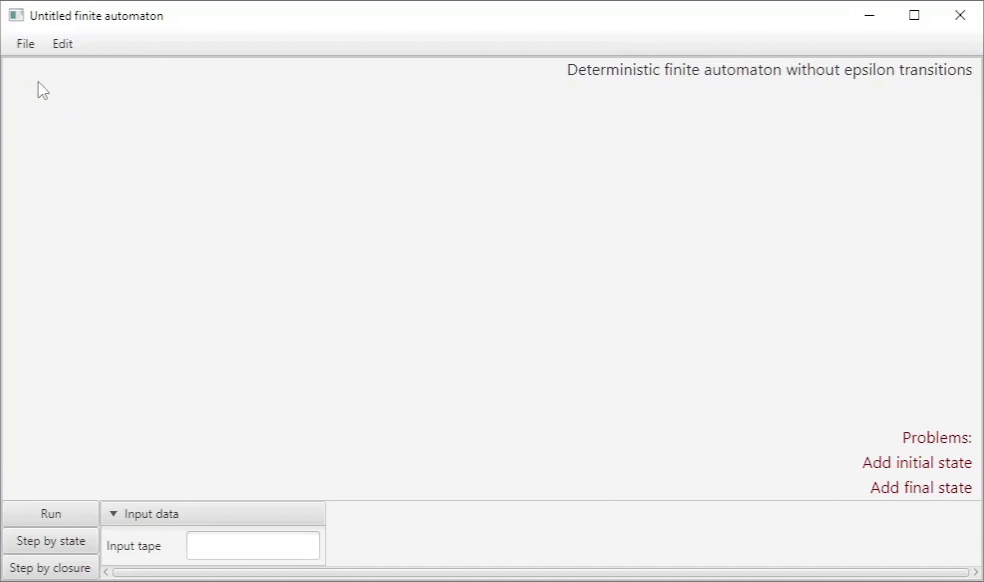 Untitled finite automaton
File Edit
Deterministic finite automaton without epsilon transitions
Problems:
Add initial state
Add final state
Run
Input data
Step by state
Input tape
Step by closure